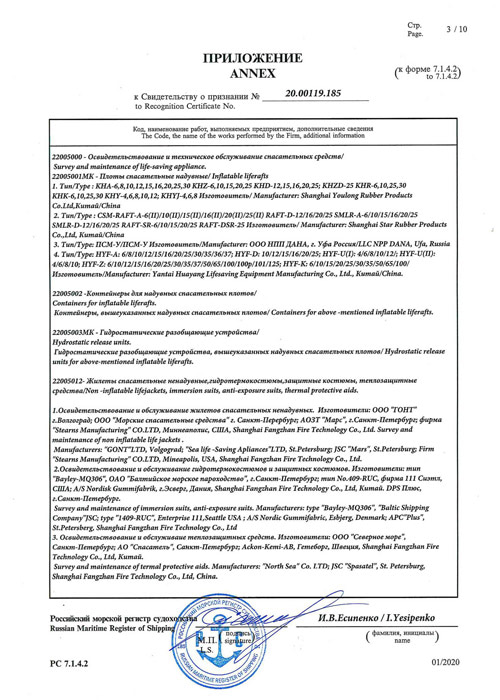 Стр.
Page.
3 / 10
ПРИЛОЖЕНИЕ
ANNEX
(к форме 7.1.4.2
to 7.1.4.2)
к Свидетельству о признании № 20.00119.185
to Recognition Certificate No.
Код, наименование работ, выполняемых предприятием, дополнительные сведения
The Code, the name of the works performed by the Firm, additional information
22005000 - Освидетельствование и техническое обслуживание спасательных средств/
Survey and maintenance of life-saving appliance.
22005001МК - Плоты спасательные надувные/ Inflatable liferafts
1. Тип/Type : KHA-6,8,10,12,15,16,20,25,30 KHZ-6,10,15,20,25 KHD-12,15,16,20,25; KHZD-25 KHR-6,10,25,30
KHK-6,10,25,30 KHY-4,6,8,10,12; KHYJ-4,6,8 Изготовитель/ Manufacturer: Shanghai Youlong Rubber Products
Co.Ltd,Китай/China
2. Тип/Type : CSM-RAFT-A-6(II)/10(II)/15(II)/16(II)/20(II)/25(II) RAFT-D-12/16/20/25 SMLR-A-6/10/15/16/20/25
SMLR-D-12/16/20/25 RAFT-SR-6/10/15/20/25 RAFT-DSR-25 Изготовитель/ Manufacturer: Shanghai Star Rubber Products
Co.,Ltd, Китай/China
3. Тип/Type: ПСМ-У/ПСМ-У Изготовитель/Manufacturer: ООО НПП ДАНА, г. Уфа Россия/LLC NPP DANA, Ufa, Russia
4. Тип/Type: HYF-A: 6/8/10/12/15/16/20/25/30/35/36/37; HYF-D: 10/12/15/16/20/25; HYF-U(I): 4/6/8/10/12/; HYF-U(II):
4/6/8/10; HYF-Z: 6/10/12/15/16/20/25/30/35/37/50/65/100/100p/101/125; HYF-K: 6/10/15/20/25/30/35/50/65/100/
Изготовитель/Manufacturer: Yantai Huayang Lifesaving Equipment Manufacturing Co., Ltd., Китай/China.
22005002 -Контейнеры для надувных спасательных плотов/
Containers for inflatable liferafts.
Контейнеры, вышеуказанных надувных спасательных плотов/ Containers for above -mentioned inflatable liferafts.
22005003МК - Гидростатические разобщающие устройства/
Hydrostatic release units.
Гидростатические разобщающие устройства, вышеуказанных надувных спасательных плотов/ Hydrostatic release
units for above-mentioned inflatable liferafts.
22005012- Жилеты спасательные ненадувные,гидротермокостюмы,защитные костюмы, теплозащитные
средства/Non -inflatable lifejackets, immersion suits, anti-exposure suits, thermal protective aids.
1.Освидетельствование и обслуживание жилетов спасательных ненадувных. Изготовители: ООО "ГОНТ"
г.Волгоград; ООО "Морские спасательные средства" г. Санкт-Перербург; АОЗТ "Марс", г.Санкт-Петербург; фирма
"Stearns Manufacturing" CO.LTD, Миннеаполис, США, Shanghai Fangzhan Fire Technology Co., Ltd. Survey and
maintenance of non inflatable life jackets .
Manufacturers: "GONT"LTD, Volgograd; "Sea life -Saving Appliances"LTD, St.Petersburg; JSC "Mars", St.Petersburg; Firm
"Stearns Manufacturing" CO.LTD, Mineapolis, USA, Shanghai Fangzhan Fire Technology Co., Ltd.
2.Освидетельствование и обслуживание гидротермокостюмов и защитных костюмов. Изготовители: тип
"Bayley-MQ306", ОАО "Балтийское морское пароходство", г.Санкт-Петербург; тип No.409-RUC, фирма 111 Сиэтл,
США; A/S Nordisk Gummifabrik, г.Эсверг, Дания, Shanghai Fangzhan Fire Technology Co., Ltd, Китай. DPS Плюс,
г.Санкт-Петербург.
Survey and maintenance of immersion suits, anti-exposure suits. Manufacturers: type "Bayley-MQ306", "Baltic Shipping
Company"JSC; type "1409-RUC", Enterprise 111,Seattle USA ; A/S Nordic Gummifabric, Esbjerg, Denmark; APC"Plus",
St.Petersberg, Shanghai Fangzhan Fire Technology Co., Ltd
3. Освидетельствование и обслуживаие теплозащитных средств. Изготовители: ООО "Северное море",
Санкт-Петербург; АО "Спасатель", Санкт-Петербург; Ackon-Kemi-AB, Гетеборг, Швеция, Shanghai Fangzhan Fire
Technology Co., Ltd, Китай.
Survey and maintenance of termal protective aids. Manufacturers: "North Sea" Co. LTD; JSC "Spasatel", St. Petersburg,
Shanghai Fangzhan Fire Technology Co., Ltd, China.
Российский морской регистр судоходства
Russian Maritime Register of Shipping
М.П.
L.S.
(подпись
signature)
И.В.Есипенко / I.Yesipenko
(фамилия, инициалы
name)
РС 7.1.4.2
01/2020